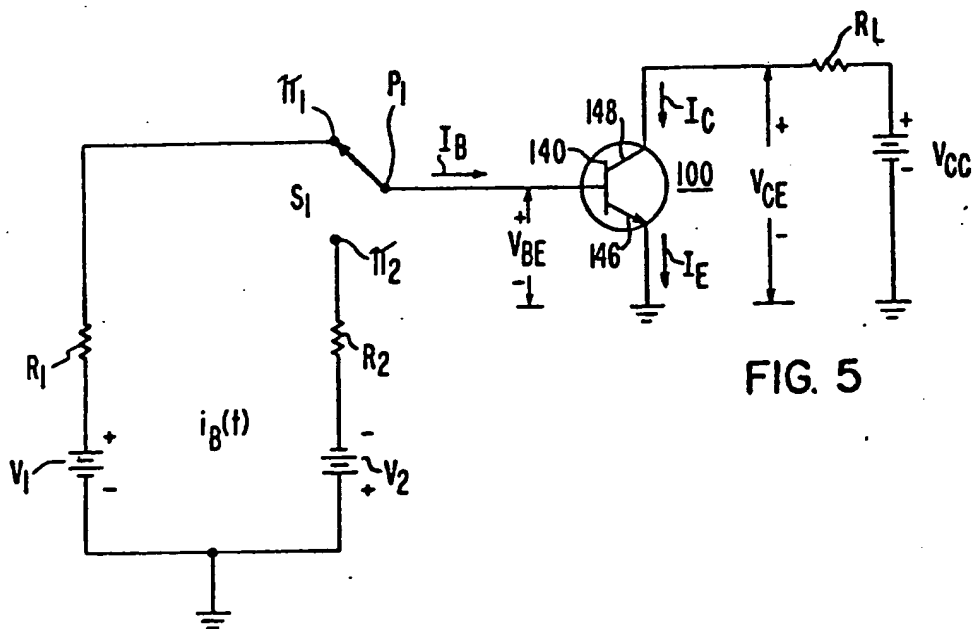 RL
P1
π1
IC
148
+
IB
140
+
100
VCE
VCC
-
S1
+
VBE
-
π2
146
IE
-
R1
R2
FIG. 5
iB(t)
+
-
V1
V2
-
+